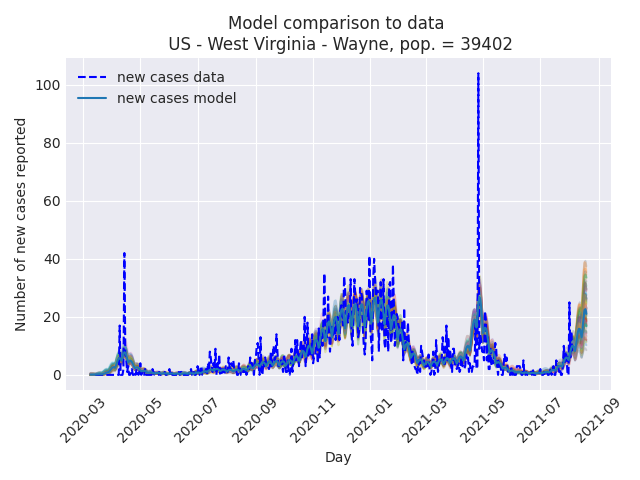 Model comparison to data
US - West Virginia - Wayne, pop. = 39402
new cases data
new cases model
Number of new cases reported
100
80
60
40
20
0
2020-03
2020-05
2020-07
2020-09
2020-11
2021-01
2021-03
2021-05
2021-07
2021-09
Day